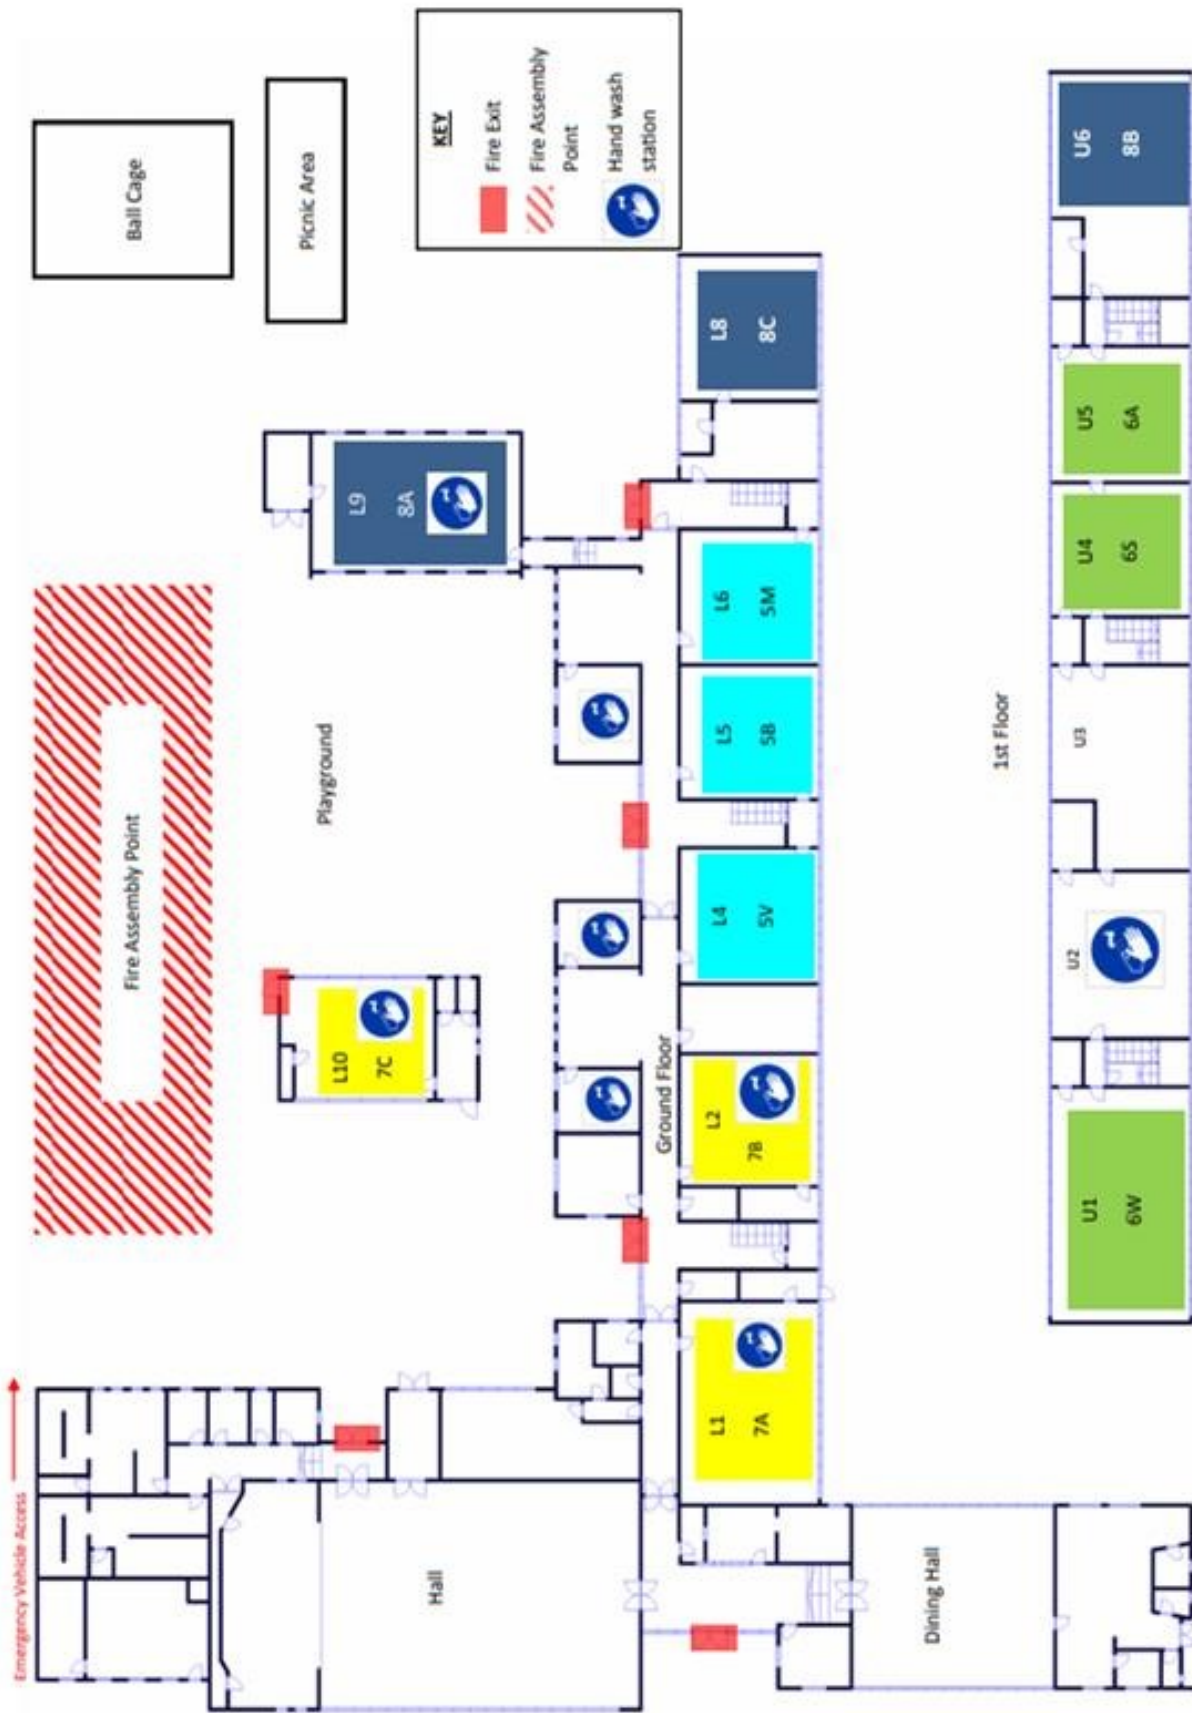 Emergency Vehicle Access
Fire Assembly Point
Ball Cage
Picnic Area
KEY
Fire Exit
Fire Assembly
Point
Hand wash
station
Playground
L10
7C
L9
8A
Hall
Ground Floor
L1
7A
L2
7B
L4
5V
L5
5B
L6
5M
L8
8C
Dining Hall
1st Floor
U1
6W
U2
U3
U4
6S
U5
6A
U6
8B